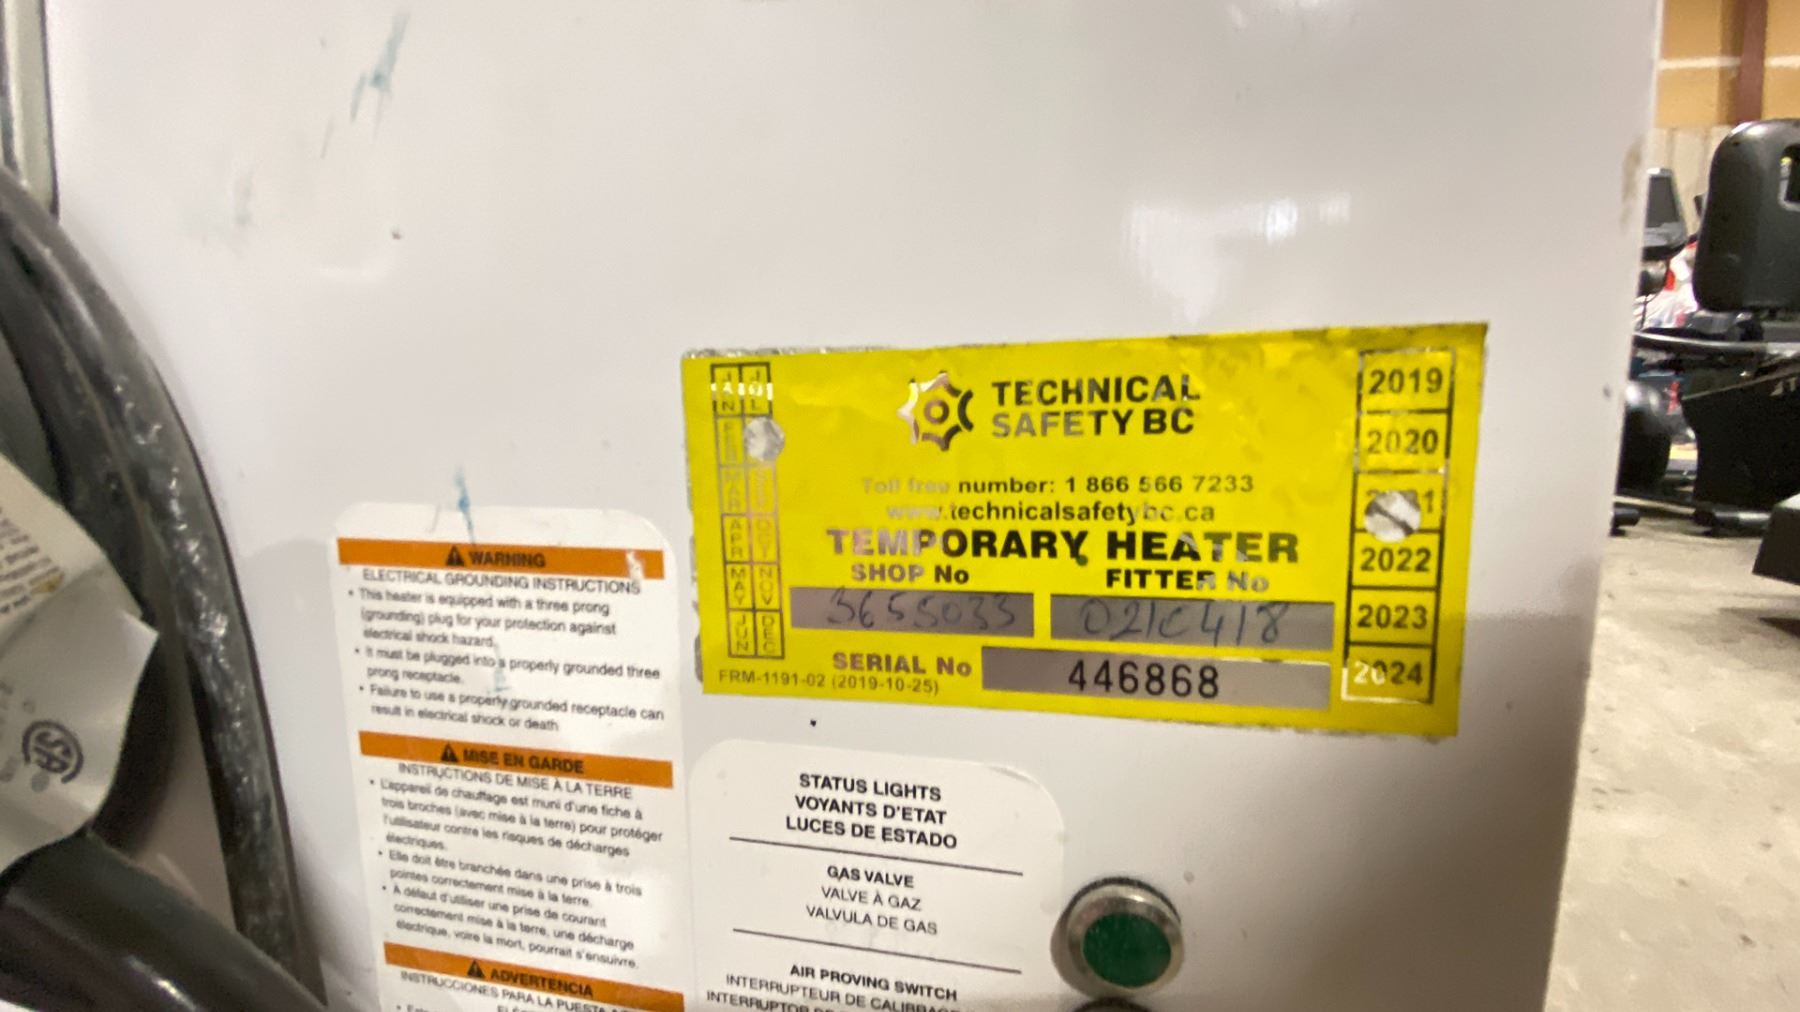 TECHNICAL
SAFETY BC
Toll free number: 1 866 566 7233
www.technicalsafetybc.ca
TEMPORARY HEATER
SHOP No
FITTER No
3655033
021C418
SERIAL No
446868
FRM-1191-02 (2019-10-25)
JAN
JUL
FEB
MAR
APR
OCT
MAY
NOV
JUN
DEC
2019
2020
2022
2023
2024
WARNING
ELECTRICAL GROUNDING INSTRUCTIONS
• This heater is equipped with a three prong
(grounding) plug for your protection against
electrical shock hazard.
• It must be plugged into a properly grounded three
prong receptacle.
• Failure to use a properly grounded receptacle can
result in electrical shock or death
MISE EN GARDE
INSTRUCTIONS DE MISE À LA TERRE
• L'appareil de chauffage est muni d'une fiche à
trois broches (avec mise à la terre) pour protéger
l'utilisateur contre les risques de décharges
électriques.
• Elle doit être branchée dans une prise à trois
pointes correctement mise à la terre.
• A défaut d'utiliser une prise de courant
correctement mise à la terre, une décharge
électrique, voire la mort, pourrait s'ensuivre.
ADVERTENCIA
INSTRUCCIONES PARA LA PUESTA
STATUS LIGHTS
VOYANTS D'ETAT
LUCES DE ESTADO
GAS VALVE
VALVE À GAZ
VALVULA DE GAS
AIR PROVING SWITCH
INTERRUPTEUR DE